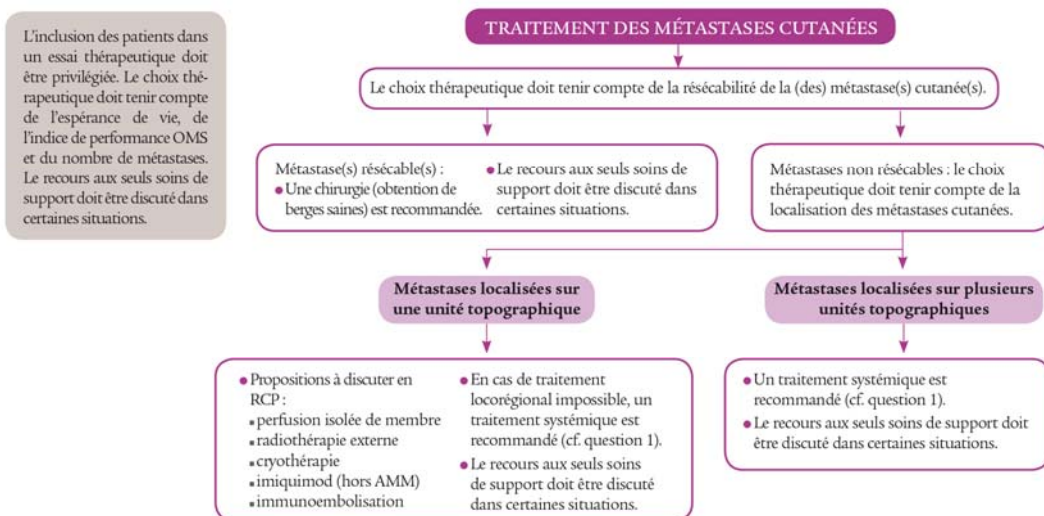 L'inclusion des patients dans
un essai thérapeutique doit
être privilégiée. Le choix thé-
rapeutique doit tenir compte
de l'espérance de vie, de
l'indice de performance OMS
et du nombre de métastases.
Le recours aux seuls soins de
support doit être discuté dans
certaines situations.
TRAITEMENT DES MÉTASTASES CUTANÉES
Le choix thérapeutique doit tenir compte de la résécabilité de la (des) métastase(s) cutanée(s).
Métastase(s) résécable(s) :
• Une chirurgie (obtention de
berges saines) est recommandée.
• Le recours aux seuls soins de
support doit être discuté dans
certaines situations.
Métastases non résécables : le choix
thérapeutique doit tenir compte de la
localisation des métastases cutanées.
Métastases localisées sur
une unité topographique
Métastases localisées sur plusieurs
unités topographiques
• Propositions à discuter en
RCP :
▪ perfusion isolée de membre
▪ radiothérapie externe
▪ cryothérapie
▪ imiquimod (hors AMM)
▪ immunoembolisation
• En cas de traitement
locorégional impossible, un
traitement systémique est
recommandé (cf. question 1).
• Le recours aux seuls soins
de support doit être discuté
dans certaines situations.
• Un traitement systémique est
recommandé (cf. question 1).
• Le recours aux seuls soins de support doit
être discuté dans certaines situations.